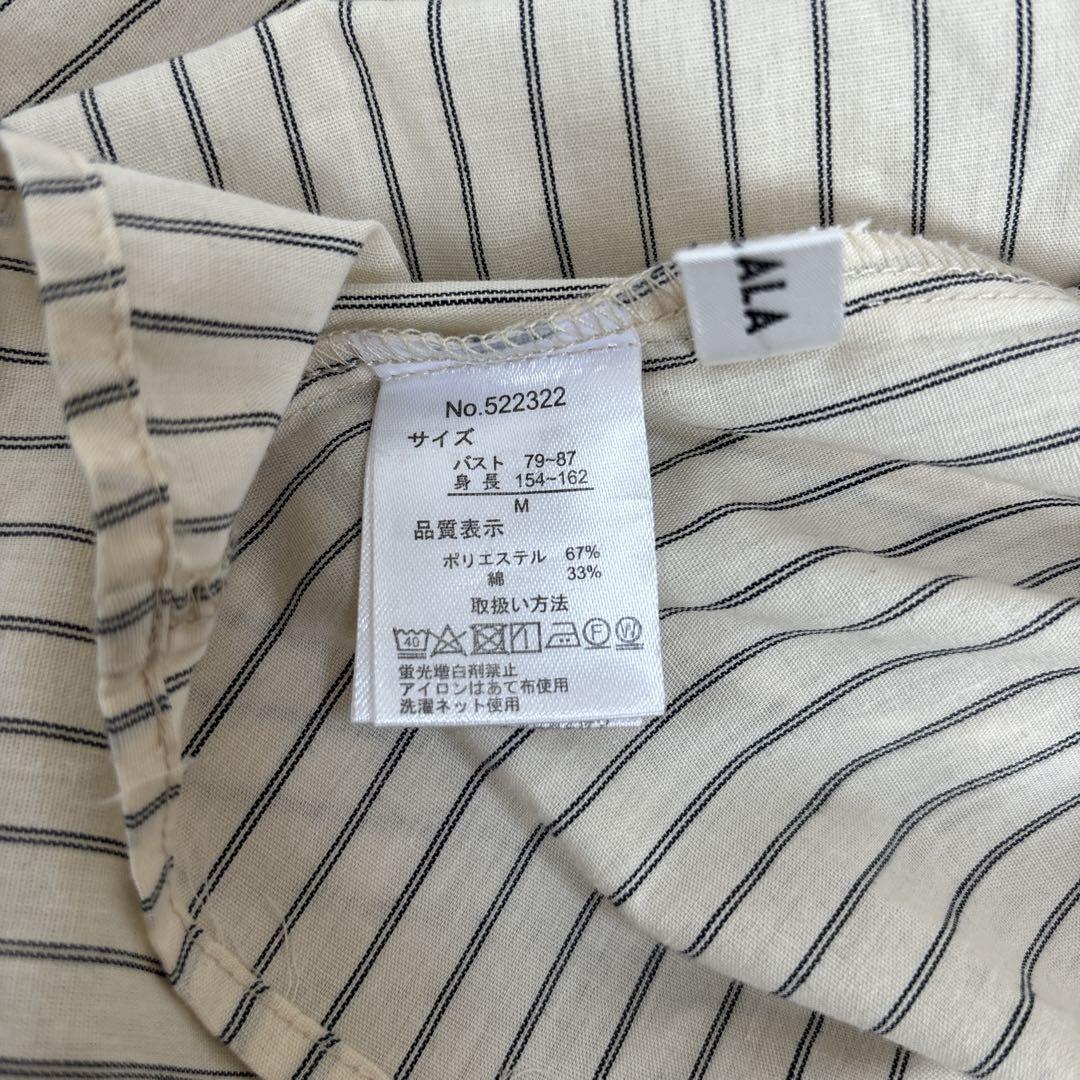 ALA
No.522322
サイズ
バスト 79~87
身長 154~162
M
品質表示
ポリエステル 67%
綿 33%
取扱い方法
40 F W
蛍光増白剤禁止
アイロンはあて布使用
洗濯ネット使用